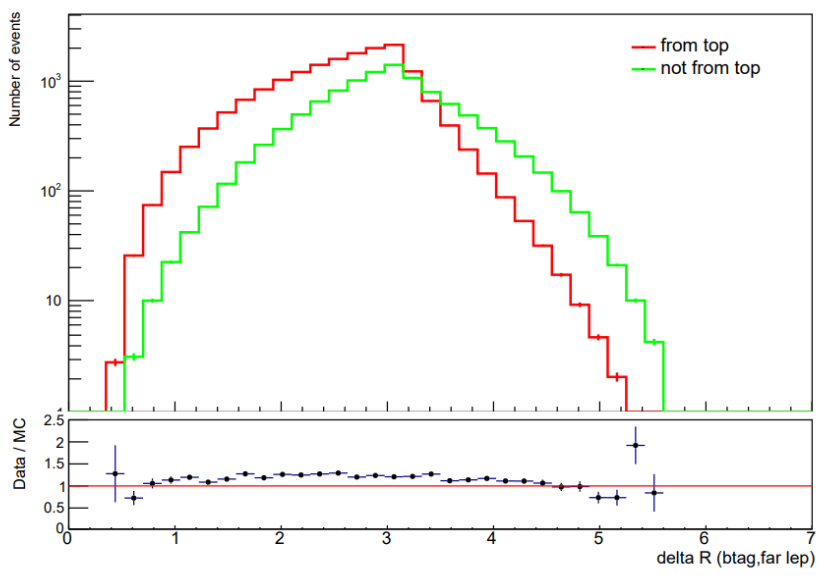 Number of events
10³
10²
10
1
from top
not from top
Data / MC
2.5
2
1.5
1
0.5
0
0 1 2 3 4 5 6 7
delta R (btag,far lep)